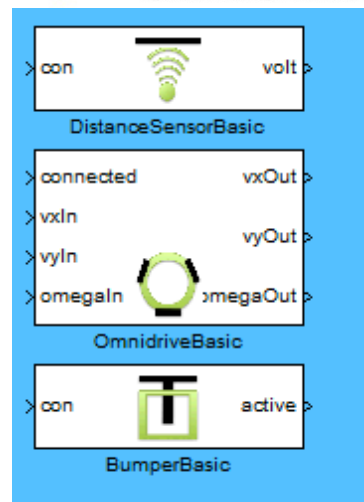 con volt
DistanceSensorBasic
connected vxOut
vxIn
vyOut
vyIn
omegaIn omegaOut
OmnidriveBasic
con active
BumperBasic